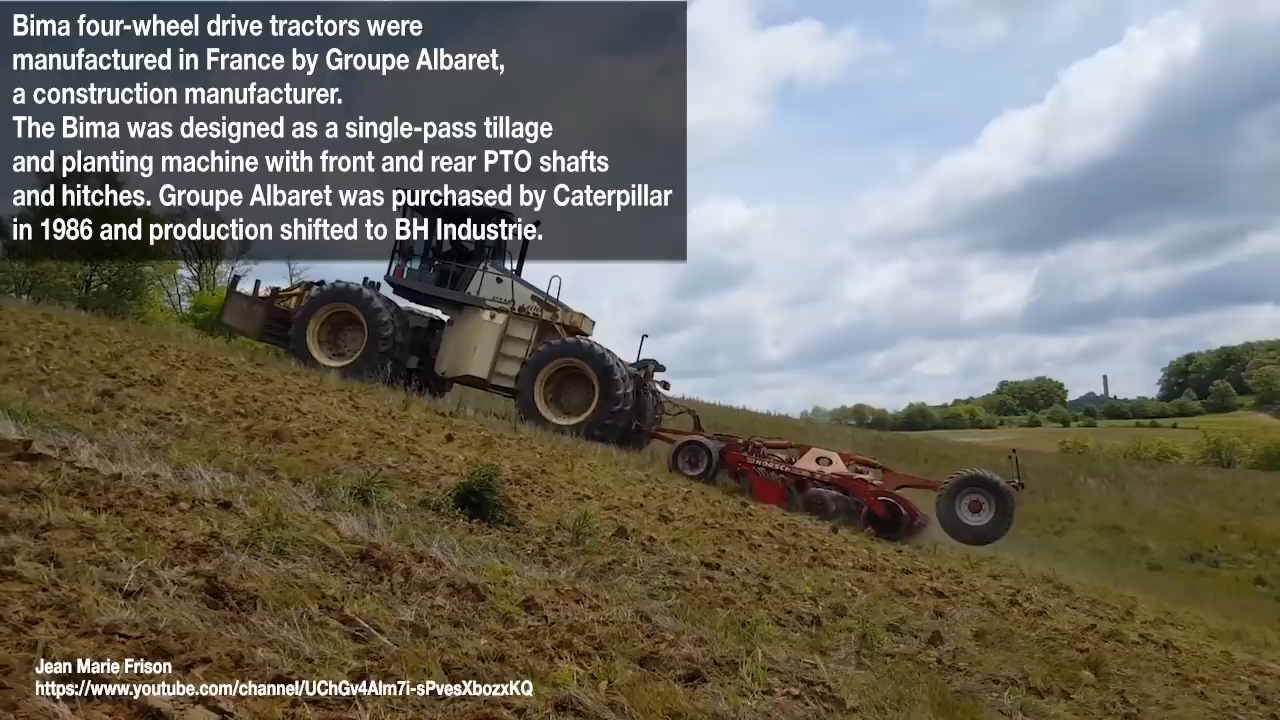 Bima four-wheel drive tractors were
manufactured in France by Groupe Albaret,
a construction manufacturer.
The Bima was designed as a single-pass tillage
and planting machine with front and rear PTO shafts
and hitches. Groupe Albaret was purchased by Caterpillar
in 1986 and production shifted to BH Industrie.
HORSCH
Jean Marie Frison
https://www.youtube.com/channel/UChGv4Alm7i-sPvesXbozxKQ